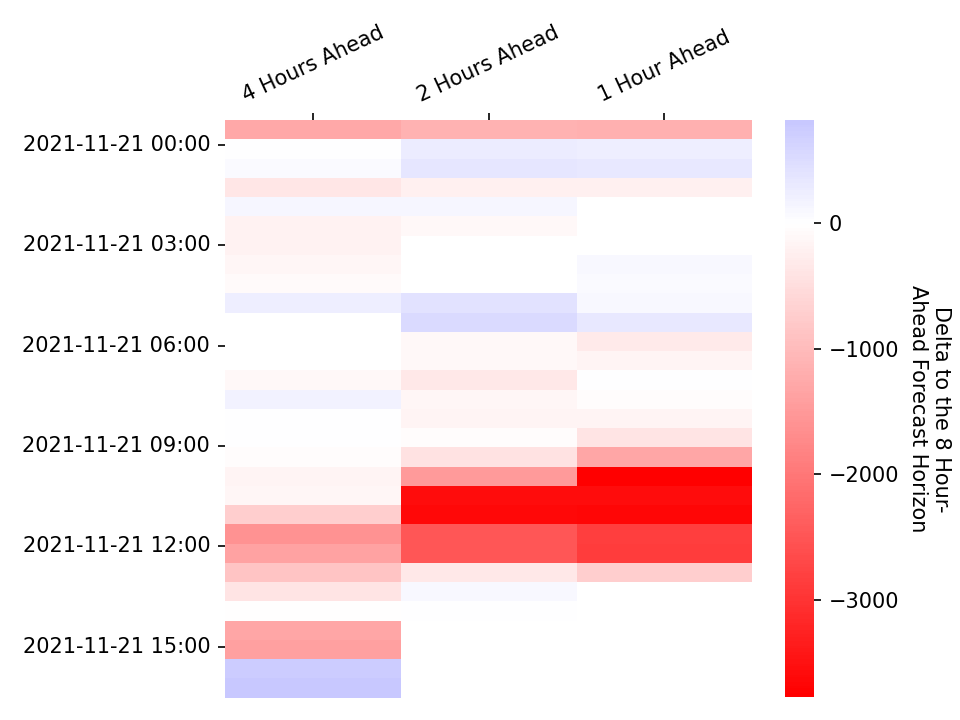 4 Hours Ahead
2 Hours Ahead
1 Hour Ahead
2021-11-21 00:00
2021-11-21 03:00
2021-11-21 06:00
2021-11-21 09:00
2021-11-21 12:00
2021-11-21 15:00
0
−1000
−2000
−3000
Delta to the 8 Hour-
Ahead Forecast Horizon